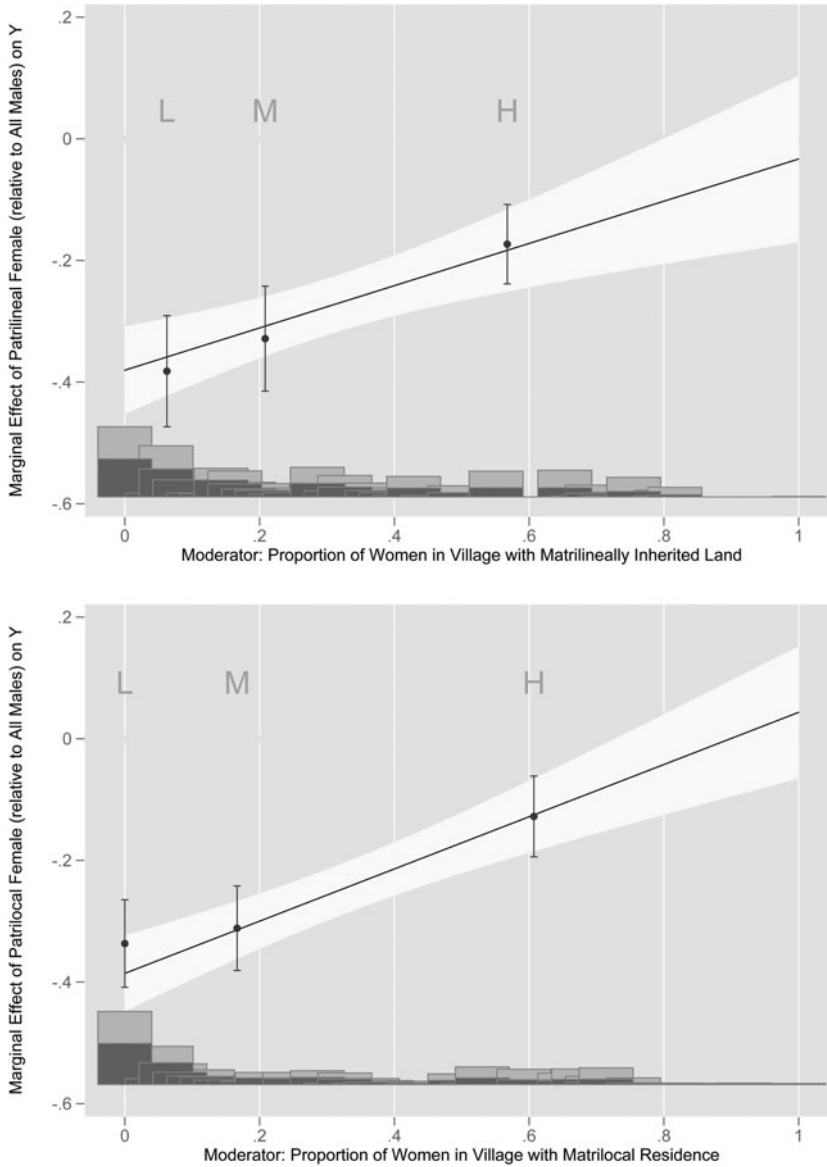 Marginal Effect of Patrilineal Female (relative to All Males) on Y
.2
0
-.2
-.4
-.6
L M H
0 .2 .4 .6 .8 1
Moderator: Proportion of Women in Village with Matrilineally Inherited Land
Marginal Effect of Patrilocal Female (relative to All Males) on Y
.2
0
-.2
-.4
-.6
L M H
0 .2 .4 .6 .8 1
Moderator: Proportion of Women in Village with Matrilocal Residence